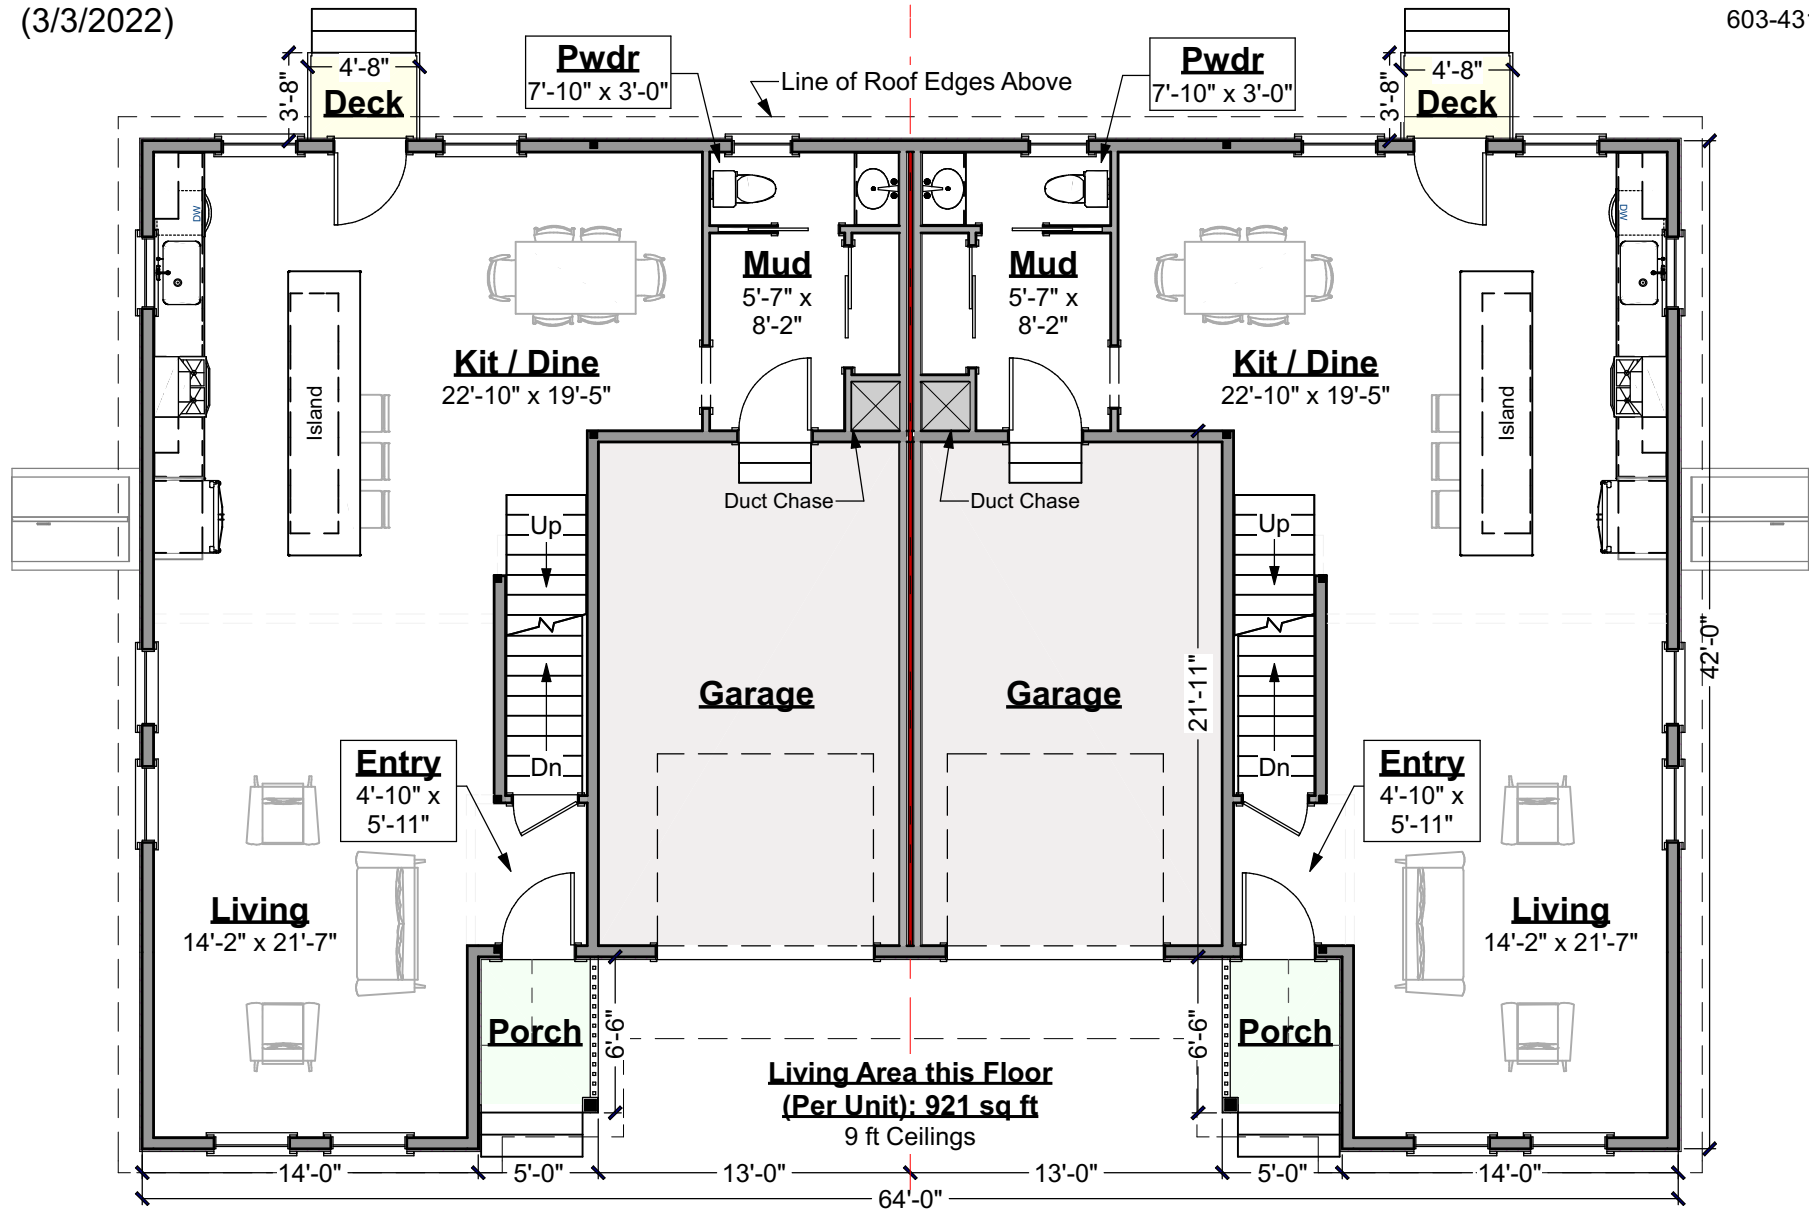 (3/3/2022)
603-431
4'-8"
3'-8"
Deck
Pwdr
7'-10" x 3'-0"
Line of Roof Edges Above
Pwdr
7'-10" x 3'-0"
4'-8"
3'-8"
Deck
DW
Mud
5'-7" x
8'-2"
Mud
5'-7" x
8'-2"
DW
Kit / Dine
22'-10" x 19'-5"
Kit / Dine
22'-10" x 19'-5"
Island
Island
Duct Chase
Duct Chase
Up
Up
Garage
Garage
21'-11"
42'-0"
Dn
Dn
Entry
4'-10" x
5'-11"
Entry
4'-10" x
5'-11"
Living
14'-2" x 21'-7"
Living
14'-2" x 21'-7"
Porch
6'-6"
6'-6"
Porch
Living Area this Floor
(Per Unit): 921 sq ft
9 ft Ceilings
14'-0"
5'-0"
13'-0"
13'-0"
5'-0"
14'-0"
64'-0"